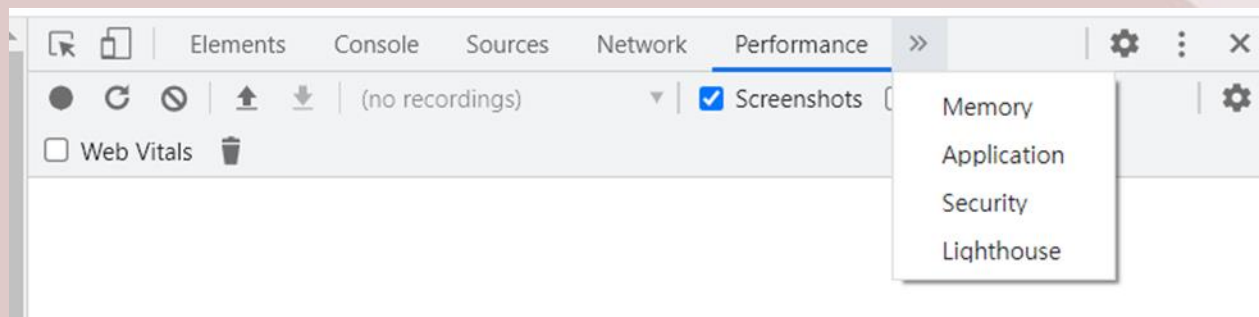 Elements Console Sources Network Performance
(no recordings) Screenshots
Memory
Web Vitals
Application
Security
Lighthouse